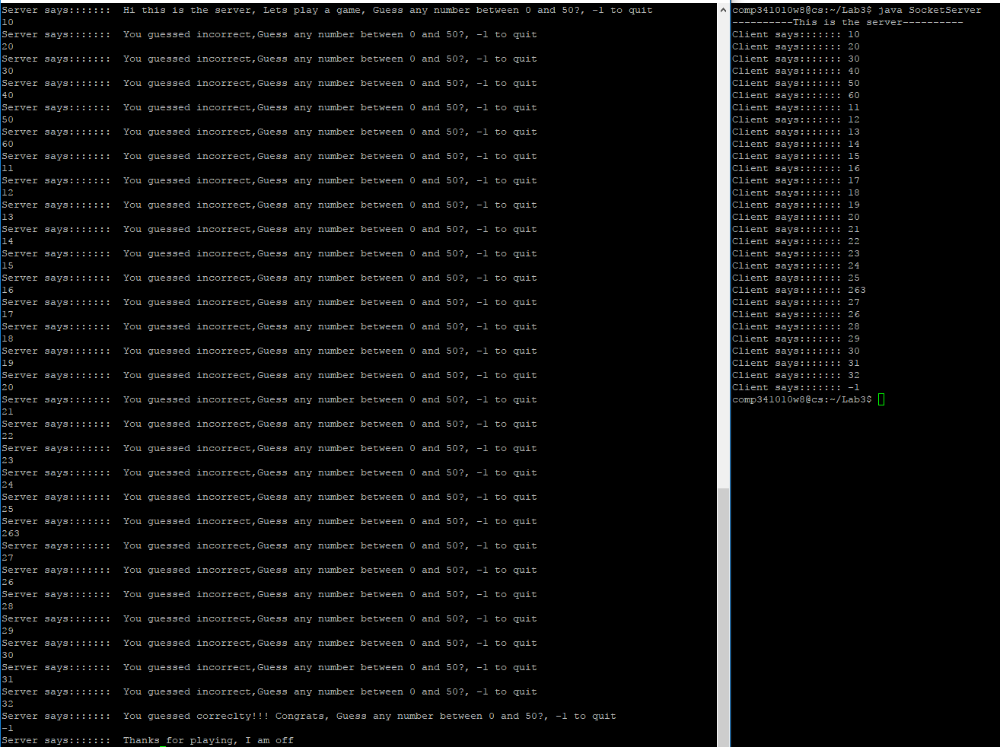 Server says:::::::  Hi this is the server, Lets play a game, Guess any number between 0 and 50?, -1 to quit
10
Server says:::::::  You guessed incorrect,Guess any number between 0 and 50?, -1 to quit
20
Server says:::::::  You guessed incorrect,Guess any number between 0 and 50?, -1 to quit
30
Server says:::::::  You guessed incorrect,Guess any number between 0 and 50?, -1 to quit
40
Server says:::::::  You guessed incorrect,Guess any number between 0 and 50?, -1 to quit
50
Server says:::::::  You guessed incorrect,Guess any number between 0 and 50?, -1 to quit
60
Server says:::::::  You guessed incorrect,Guess any number between 0 and 50?, -1 to quit
11
Server says:::::::  You guessed incorrect,Guess any number between 0 and 50?, -1 to quit
12
Server says:::::::  You guessed incorrect,Guess any number between 0 and 50?, -1 to quit
13
Server says:::::::  You guessed incorrect,Guess any number between 0 and 50?, -1 to quit
14
Server says:::::::  You guessed incorrect,Guess any number between 0 and 50?, -1 to quit
15
Server says:::::::  You guessed incorrect,Guess any number between 0 and 50?, -1 to quit
16
Server says:::::::  You guessed incorrect,Guess any number between 0 and 50?, -1 to quit
17
Server says:::::::  You guessed incorrect,Guess any number between 0 and 50?, -1 to quit
18
Server says:::::::  You guessed incorrect,Guess any number between 0 and 50?, -1 to quit
19
Server says:::::::  You guessed incorrect,Guess any number between 0 and 50?, -1 to quit
20
Server says:::::::  You guessed incorrect,Guess any number between 0 and 50?, -1 to quit
21
Server says:::::::  You guessed incorrect,Guess any number between 0 and 50?, -1 to quit
22
Server says:::::::  You guessed incorrect,Guess any number between 0 and 50?, -1 to quit
23
Server says:::::::  You guessed incorrect,Guess any number between 0 and 50?, -1 to quit
24
Server says:::::::  You guessed incorrect,Guess any number between 0 and 50?, -1 to quit
25
Server says:::::::  You guessed incorrect,Guess any number between 0 and 50?, -1 to quit
263
Server says:::::::  You guessed incorrect,Guess any number between 0 and 50?, -1 to quit
27
Server says:::::::  You guessed incorrect,Guess any number between 0 and 50?, -1 to quit
26
Server says:::::::  You guessed incorrect,Guess any number between 0 and 50?, -1 to quit
28
Server says:::::::  You guessed incorrect,Guess any number between 0 and 50?, -1 to quit
29
Server says:::::::  You guessed incorrect,Guess any number between 0 and 50?, -1 to quit
30
Server says:::::::  You guessed incorrect,Guess any number between 0 and 50?, -1 to quit
31
Server says:::::::  You guessed incorrect,Guess any number between 0 and 50?, -1 to quit
32
Server says:::::::  You guessed correclty!!! Congrats, Guess any number between 0 and 50?, -1 to quit
-1
Server says:::::::  Thanks for playing, I am off
comp341010w8@cs:~/Lab3$ java SocketServer
----------This is the server----------
Client says::::::: 10
Client says::::::: 20
Client says::::::: 30
Client says::::::: 40
Client says::::::: 50
Client says::::::: 60
Client says::::::: 11
Client says::::::: 12
Client says::::::: 13
Client says::::::: 14
Client says::::::: 15
Client says::::::: 16
Client says::::::: 17
Client says::::::: 18
Client says::::::: 19
Client says::::::: 20
Client says::::::: 21
Client says::::::: 22
Client says::::::: 23
Client says::::::: 24
Client says::::::: 25
Client says::::::: 263
Client says::::::: 27
Client says::::::: 26
Client says::::::: 28
Client says::::::: 29
Client says::::::: 30
Client says::::::: 31
Client says::::::: 32
Client says::::::: -1
comp341010w8@cs:~/Lab3$